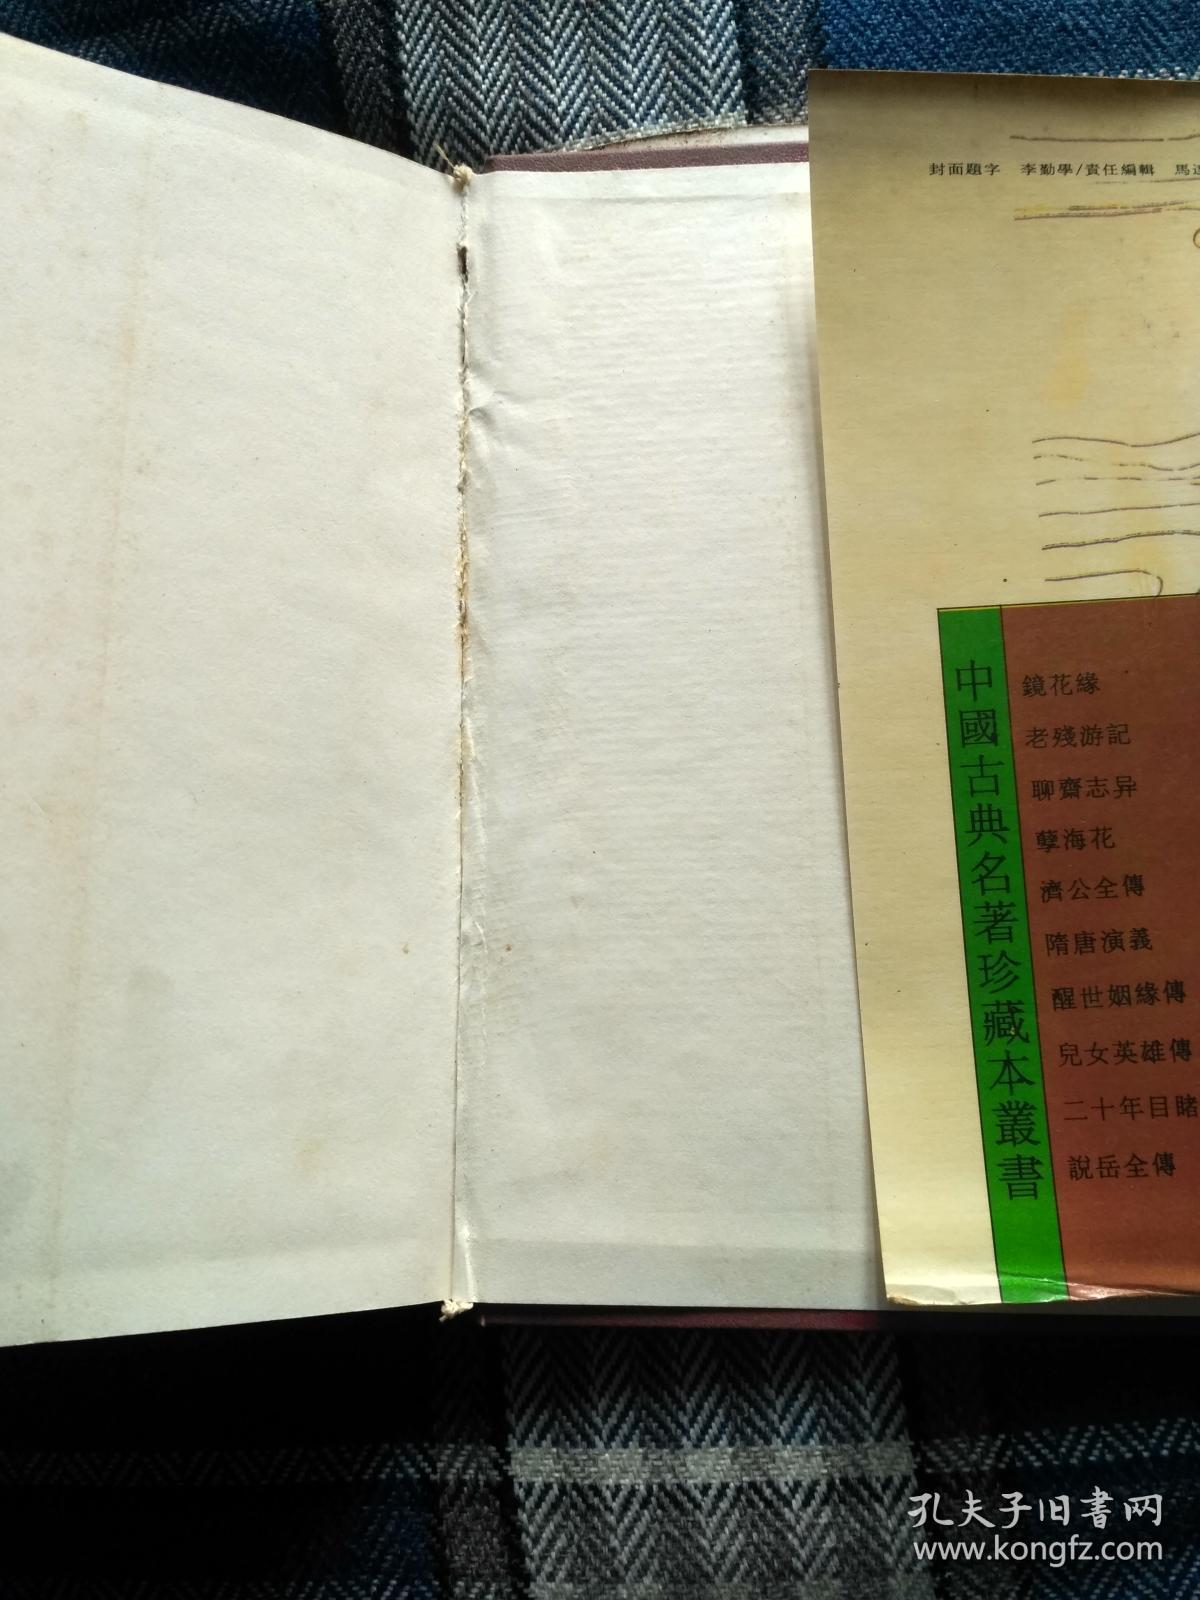 封面題字 李勤學/責任編輯 馬
中國古典名著珍藏本叢書
鏡花緣
老殘游記
聊齋志异
孽海花
濟公全傳
隋唐演義
醒世姻緣傳
兒女英雄傳
二十年目睹
說岳全傳
孔夫子旧书网
www.kongfz.com